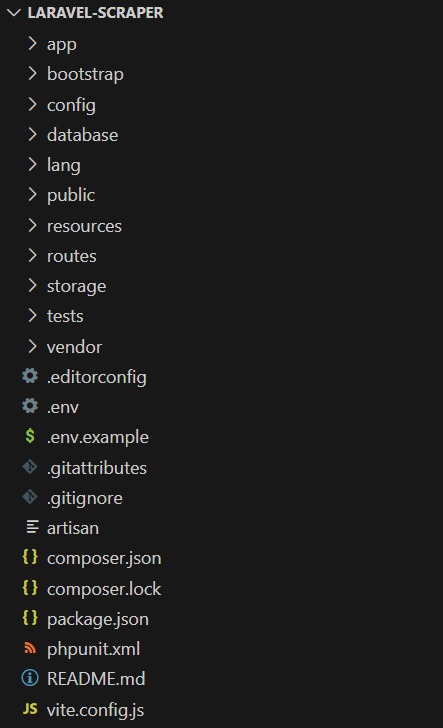 LARAVEL-SCRAPER
app
bootstrap
config
database
lang
public
resources
routes
storage
tests
vendor
.editorconfig
.env
$ .env.example
.gitattributes
.gitignore
artisan
{} composer.json
{} composer.lock
{} package.json
phpunit.xml
README.md
JS vite.config.js